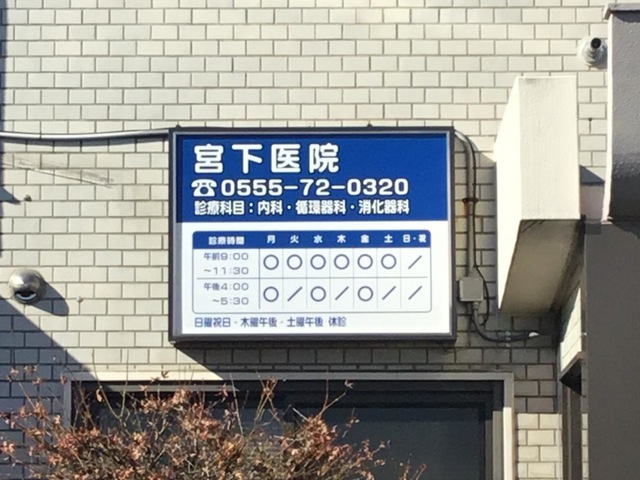 宮下医院
☎0555-72-0320
診療科目：内科・循環器科・消化器科
診療時間 月 火 水 木 金 土 日・祝
午前9:00 ～11:30 ○ ○ ○ ○ ○ ○ ／
午後4:00 ～5:30 ○ ／ ○ ／ ○ ／ ／
日曜祝日・木曜午後・土曜午後 休診